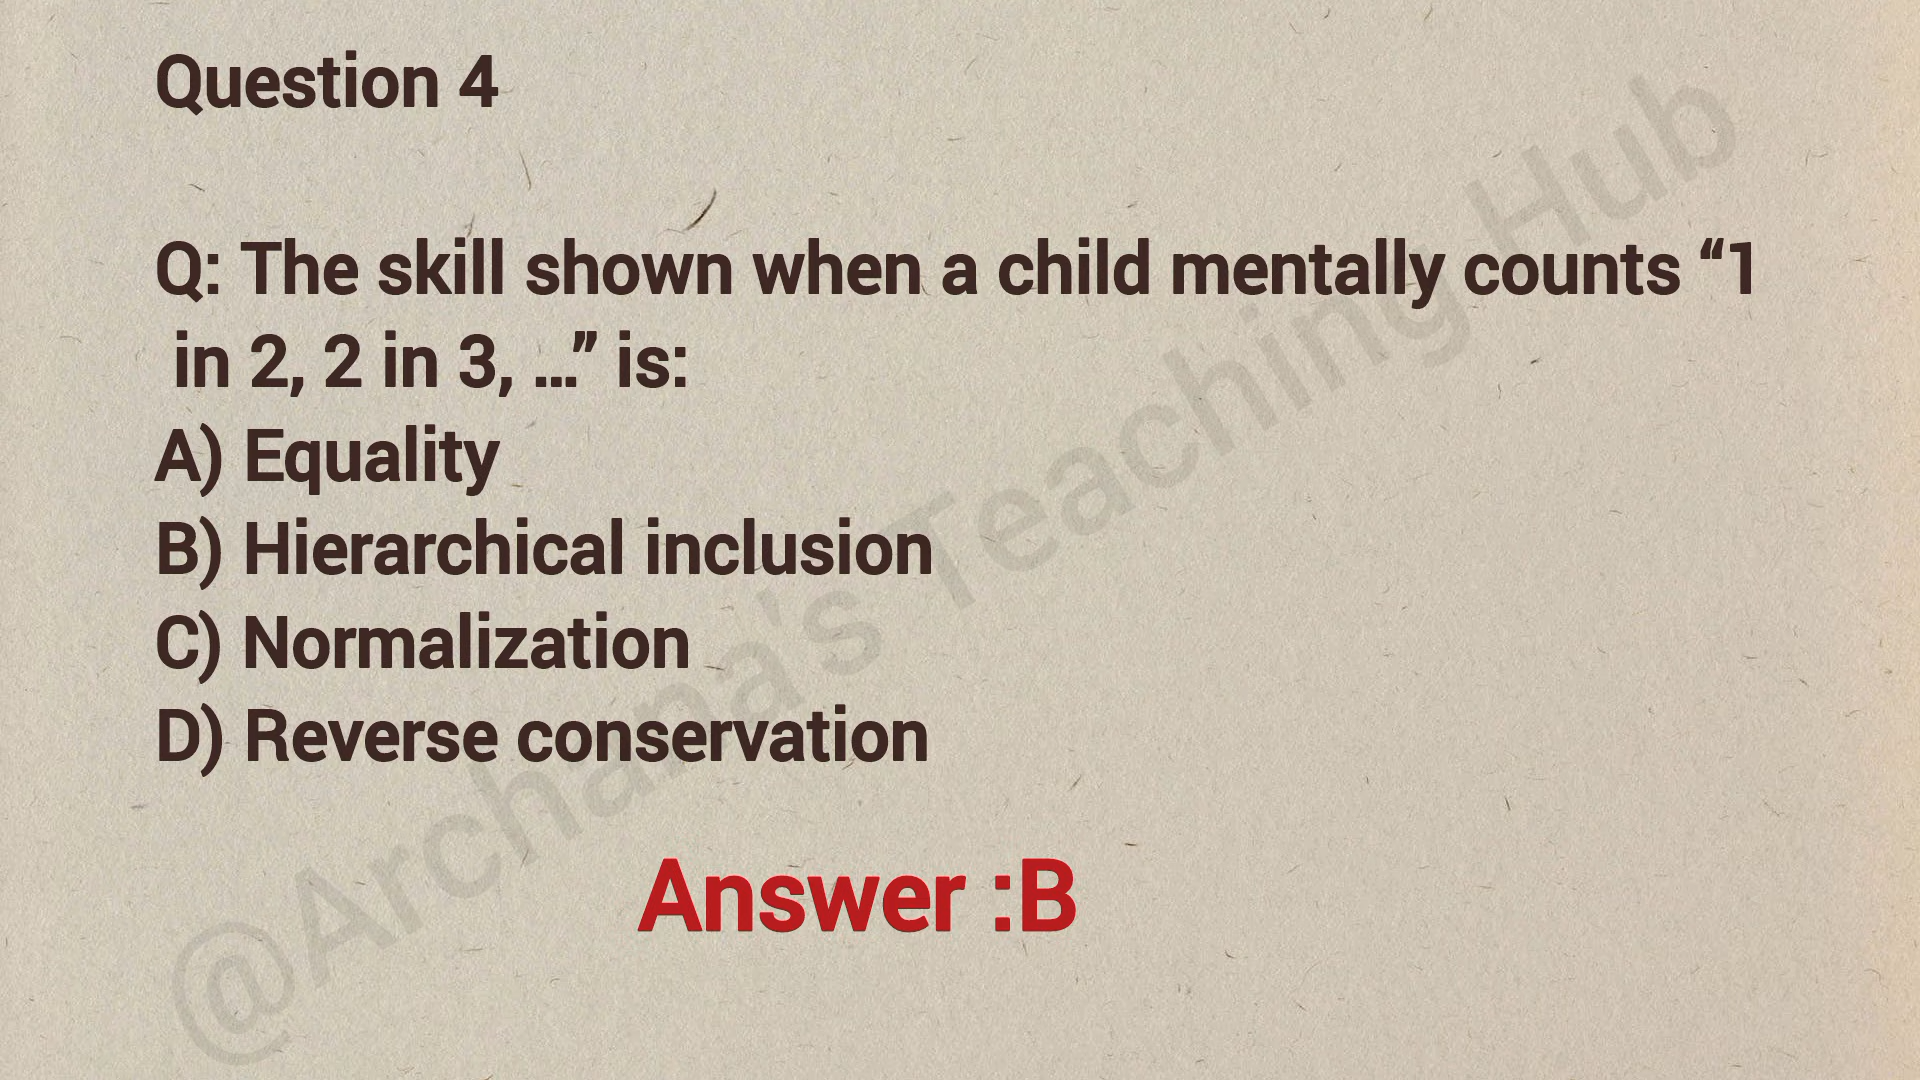 Question 4
Q: The skill shown when a child mentally counts “1
in 2, 2 in 3, ...” is:
A) Equality
B) Hierarchical inclusion
C) Normalization
D) Reverse conservation
Answer :B
@Archana's Teaching Hub